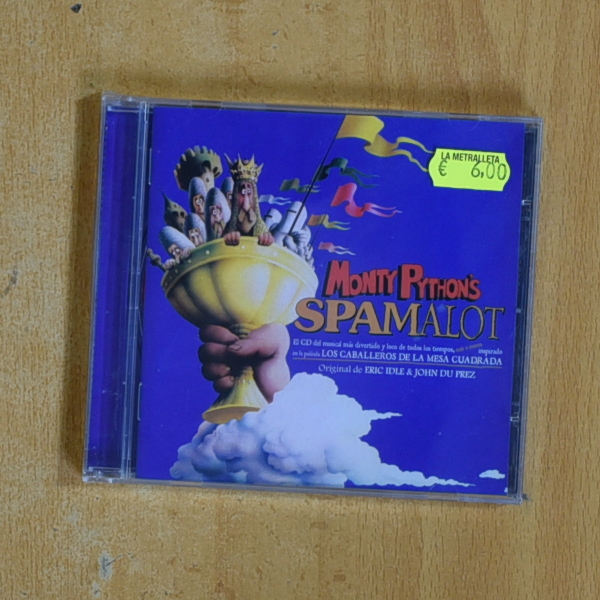 LA METRALLETA
€ 6,00
MONTY PYTHON'S
SPAMALOT
El CD del musical más divertido y loco de todos los tiempos, inspirado
en la película LOS CABALLEROS DE LA MESA CUADRADA
Original de ERIC IDLE & JOHN DU PREZ